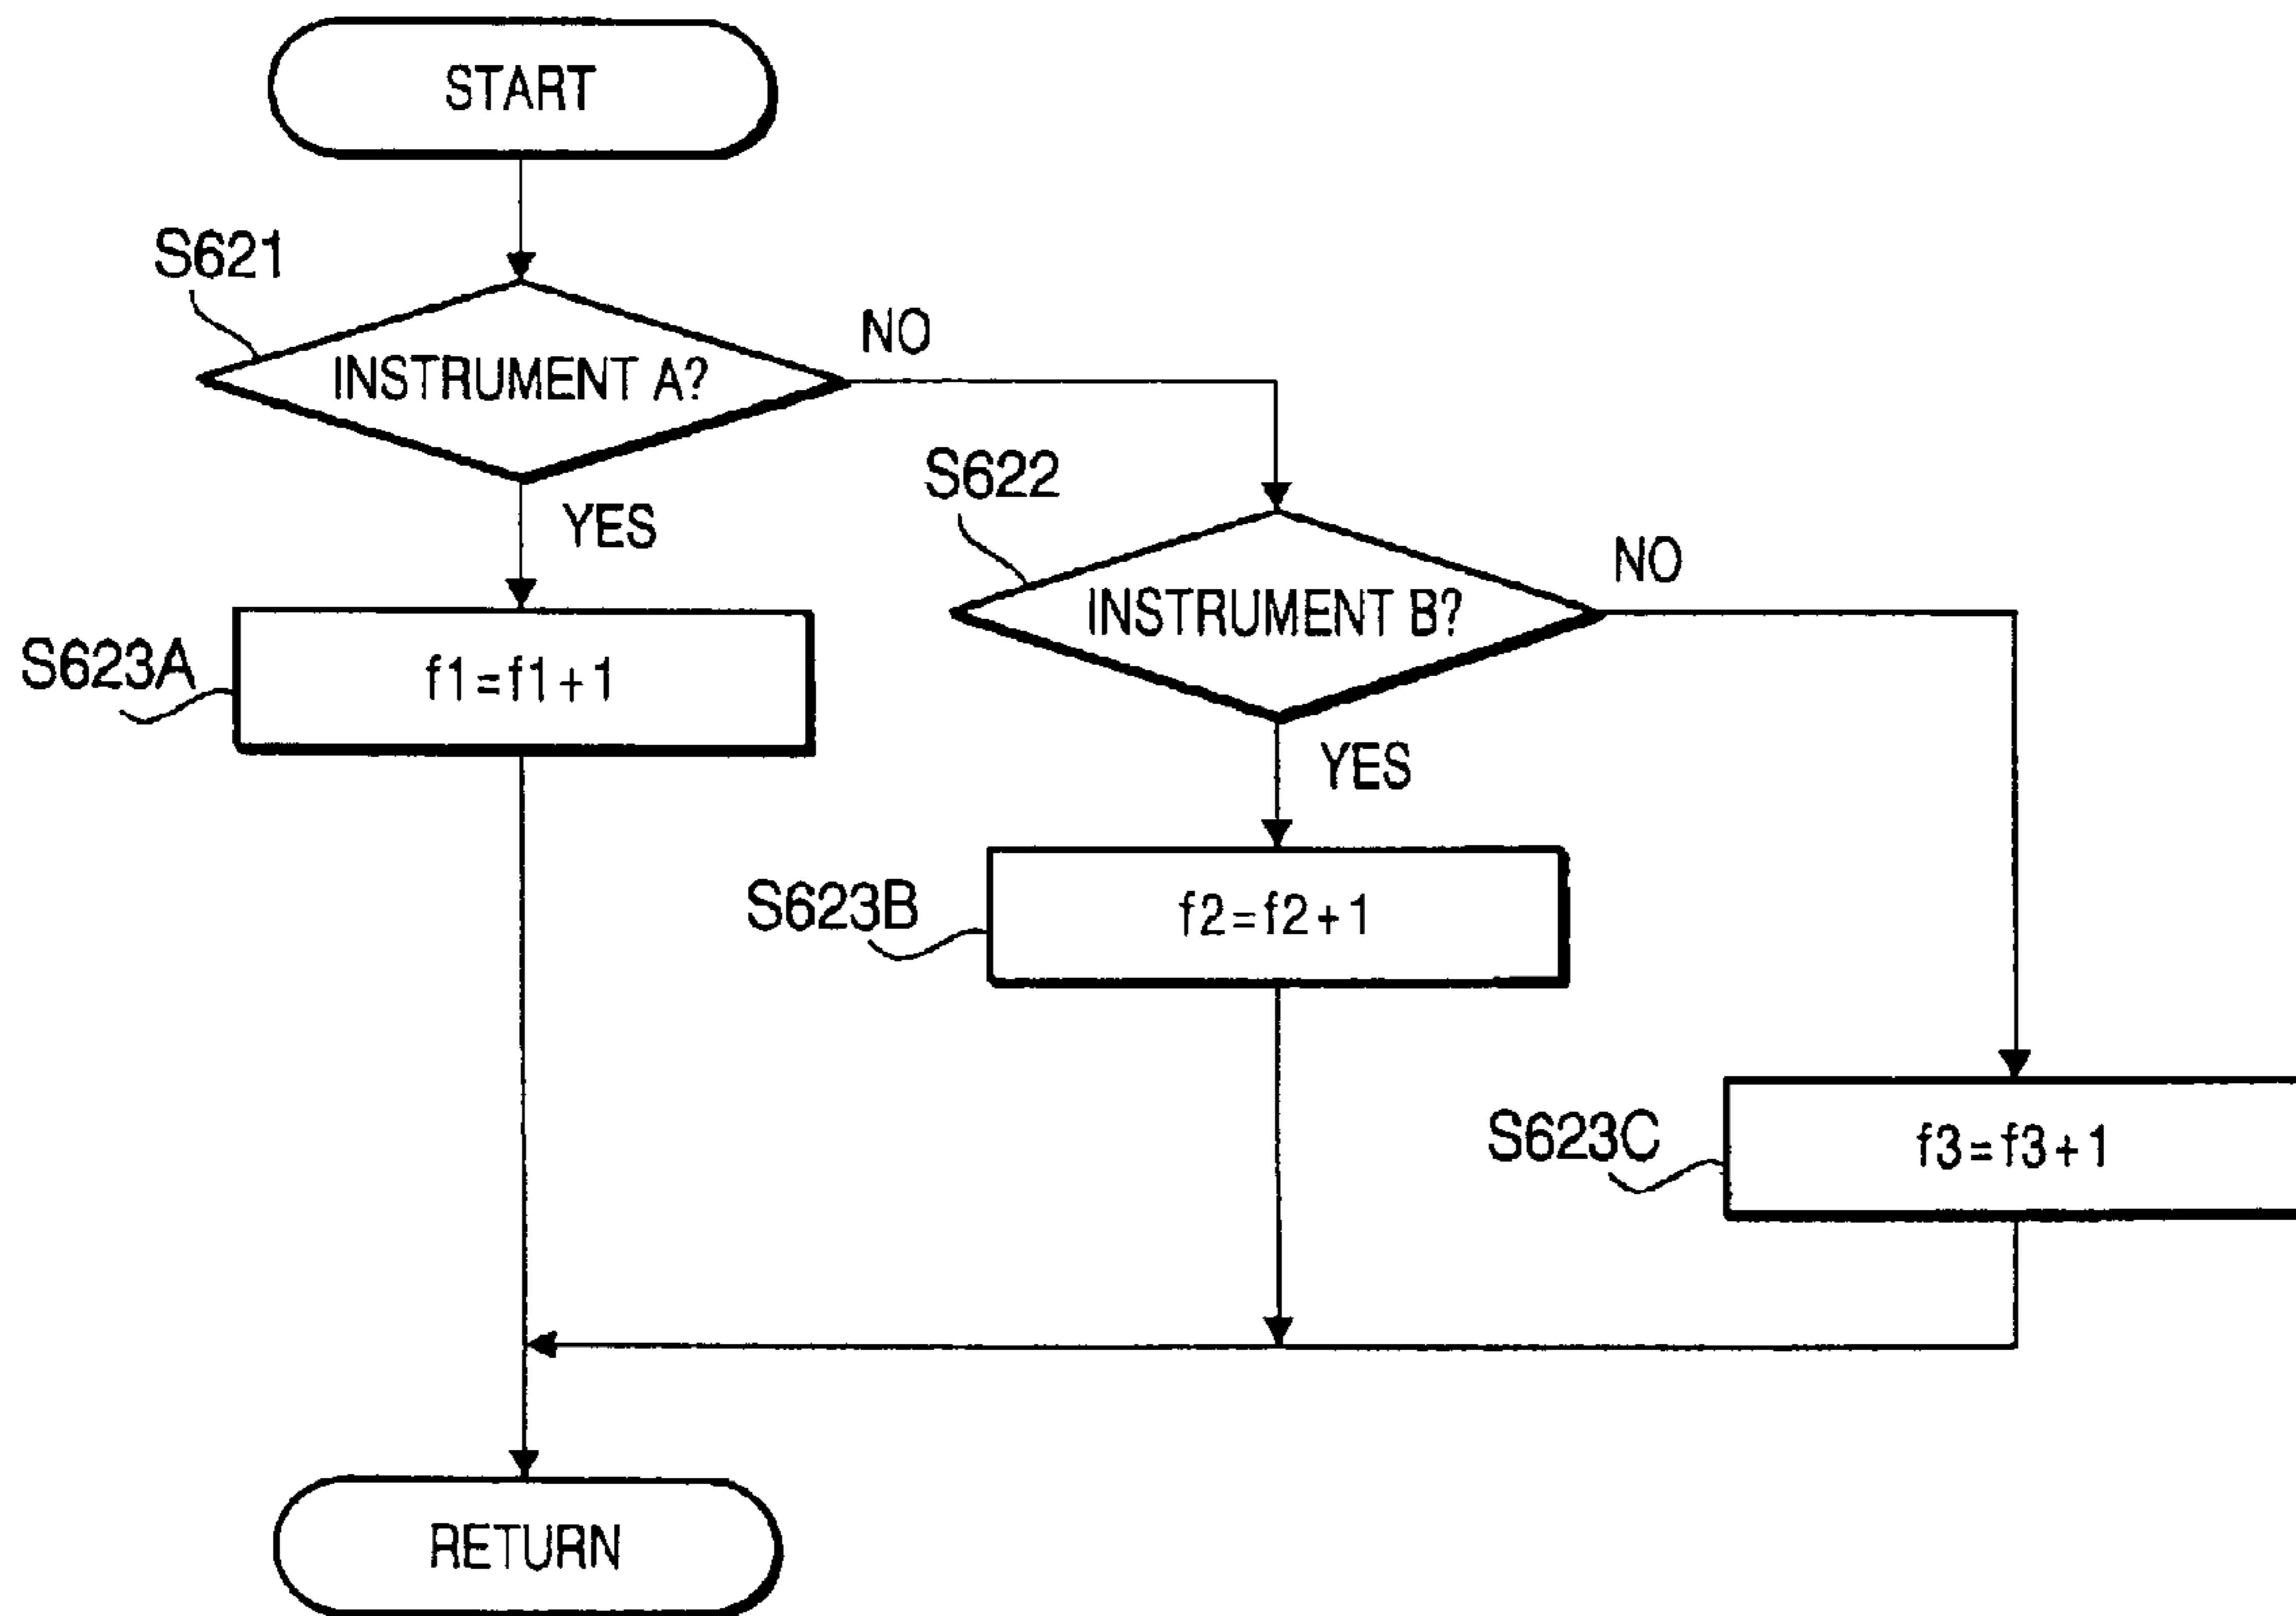 START
S621
INSTRUMENT A?
NO
YES
S622
INSTRUMENT B?
NO
YES
S623A
f1=f1+1
S623B
f2=f2+1
S623C
f3=f3+1
RETURN